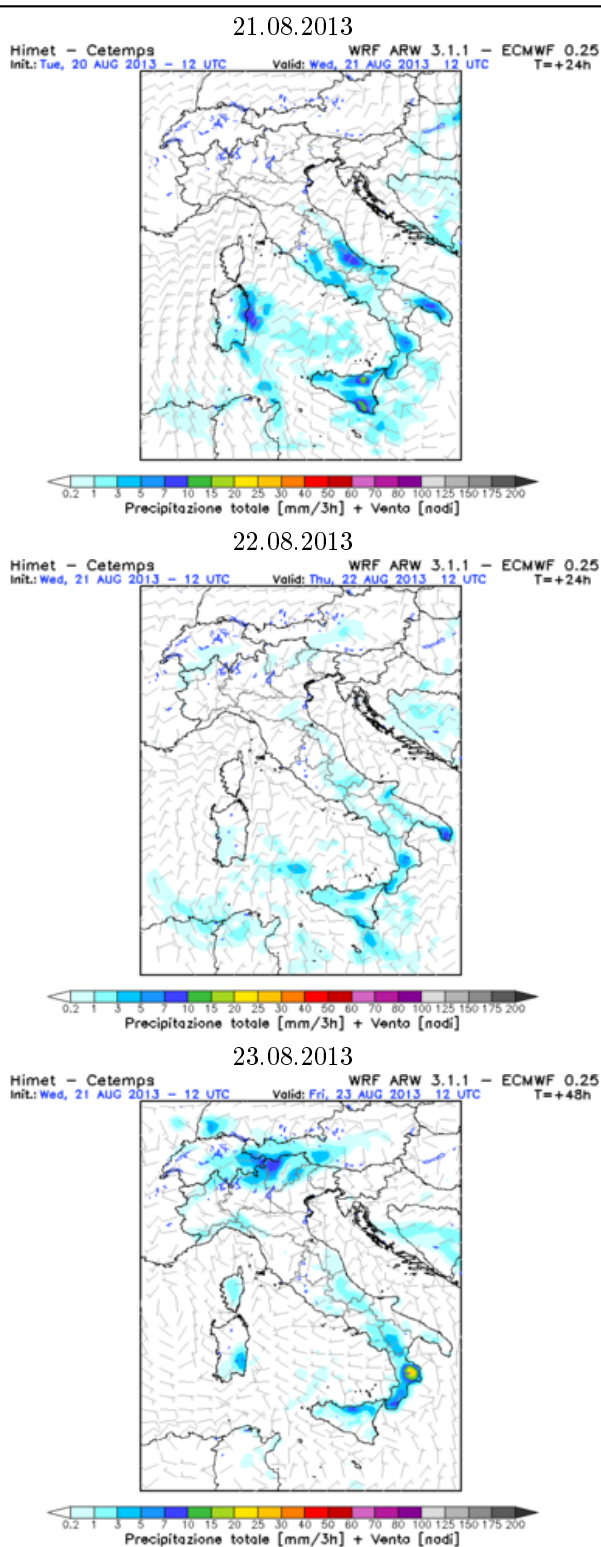 21.08.2013
Himet - Cetemps WRF ARW 3.1.1 - ECMWF 0.25
Init.: Tue, 20 AUG 2013 - 12 UTC Valid: Wed, 21 AUG 2013 12 UTC T=+24h
0.2 1 3 5 7 10 15 20 25 30 40 50 60 70 80 100 125 150 175 200
Precipitazione totale [mm/3h] + Vento [nodi]
22.08.2013
Himet - Cetemps WRF ARW 3.1.1 - ECMWF 0.25
Init.: Wed, 21 AUG 2013 - 12 UTC Valid: Thu, 22 AUG 2013 12 UTC T=+24h
0.2 1 3 5 7 10 15 20 25 30 40 50 60 70 80 100 125 150 175 200
Precipitazione totale [mm/3h] + Vento [nodi]
23.08.2013
Himet - Cetemps WRF ARW 3.1.1 - ECMWF 0.25
Init.: Wed, 21 AUG 2013 - 12 UTC Valid: Fri, 23 AUG 2013 12 UTC T=+48h
0.2 1 3 5 7 10 15 20 25 30 40 50 60 70 80 100 125 150 175 200
Precipitazione totale [mm/3h] + Vento [nodi]